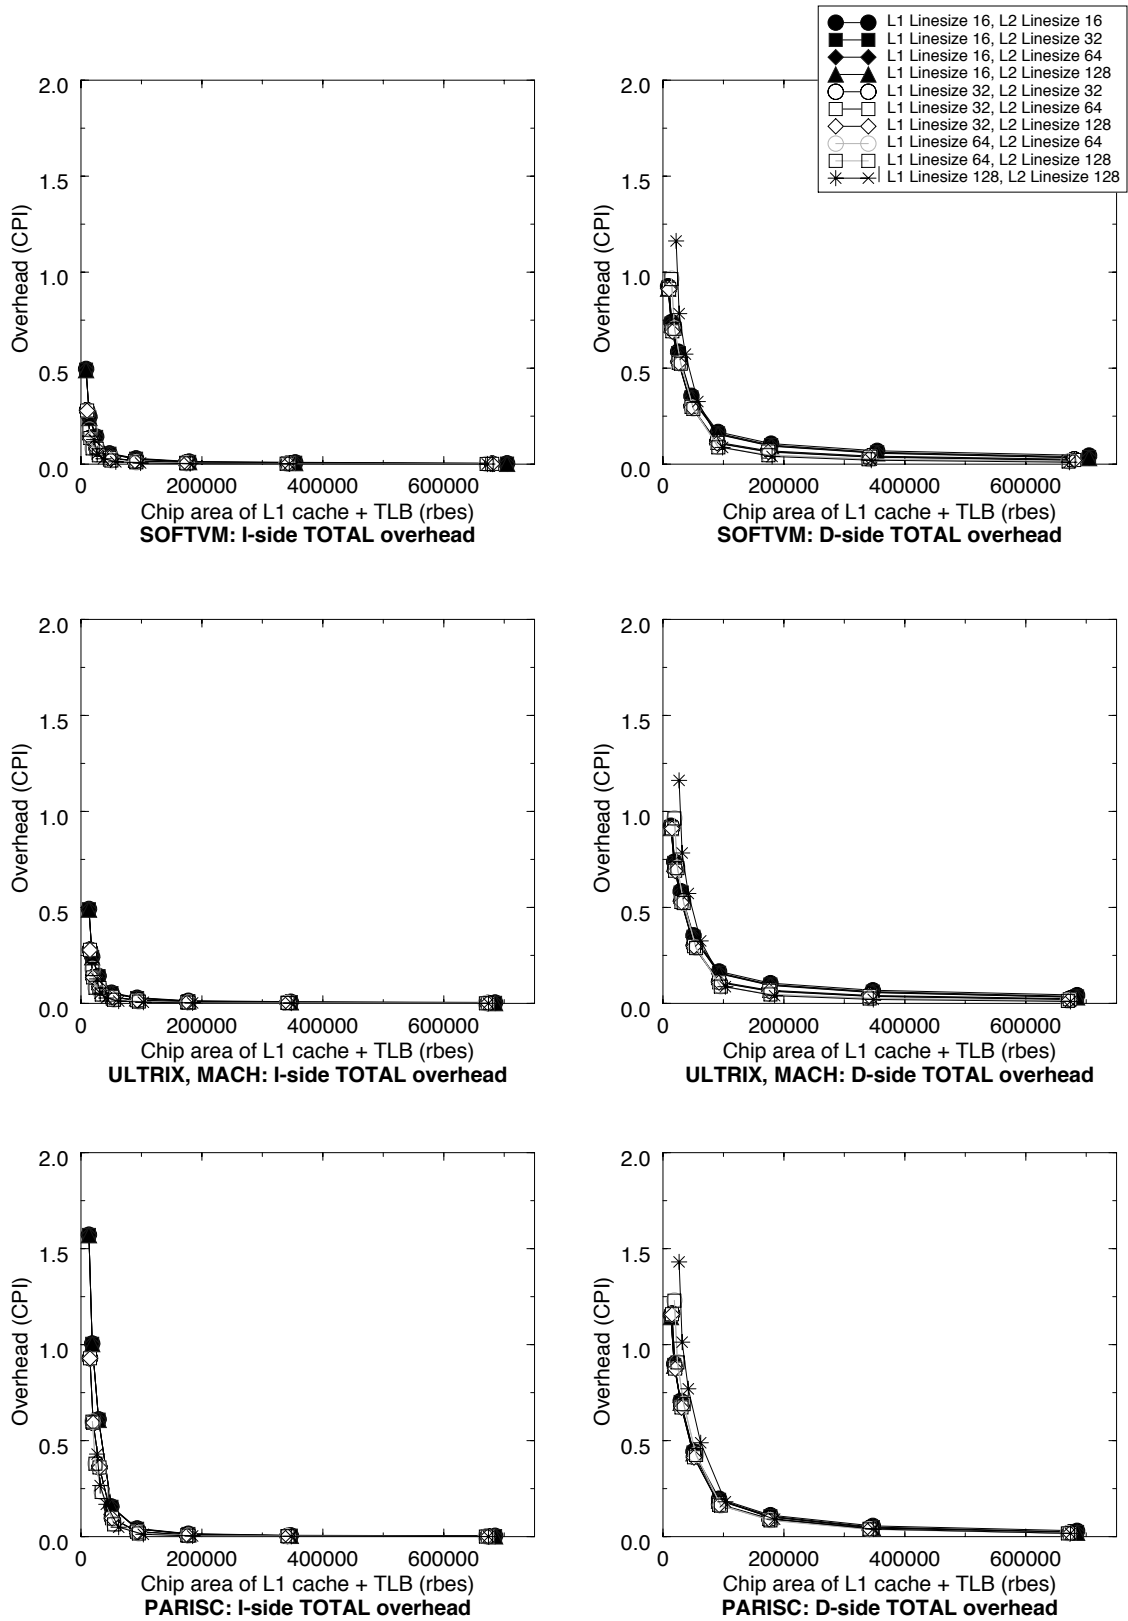 L1 Linesize 16, L2 Linesize 16
L1 Linesize 16, L2 Linesize 32
L1 Linesize 16, L2 Linesize 64
L1 Linesize 16, L2 Linesize 128
L1 Linesize 32, L2 Linesize 32
L1 Linesize 32, L2 Linesize 64
L1 Linesize 32, L2 Linesize 128
L1 Linesize 64, L2 Linesize 64
L1 Linesize 64, L2 Linesize 128
L1 Linesize 128, L2 Linesize 128
2.0
1.5
1.0
0.5
0.0
Overhead (CPI)
0 200000 400000 600000
Chip area of L1 cache + TLB (rbes)
SOFTVM: I-side TOTAL overhead
2.0
1.5
1.0
0.5
0.0
Overhead (CPI)
0 200000 400000 600000
Chip area of L1 cache + TLB (rbes)
SOFTVM: D-side TOTAL overhead
2.0
1.5
1.0
0.5
0.0
Overhead (CPI)
0 200000 400000 600000
Chip area of L1 cache + TLB (rbes)
ULTRIX, MACH: I-side TOTAL overhead
2.0
1.5
1.0
0.5
0.0
Overhead (CPI)
0 200000 400000 600000
Chip area of L1 cache + TLB (rbes)
ULTRIX, MACH: D-side TOTAL overhead
2.0
1.5
1.0
0.5
0.0
Overhead (CPI)
0 200000 400000 600000
Chip area of L1 cache + TLB (rbes)
PARISC: I-side TOTAL overhead
2.0
1.5
1.0
0.5
0.0
Overhead (CPI)
0 200000 400000 600000
Chip area of L1 cache + TLB (rbes)
PARISC: D-side TOTAL overhead